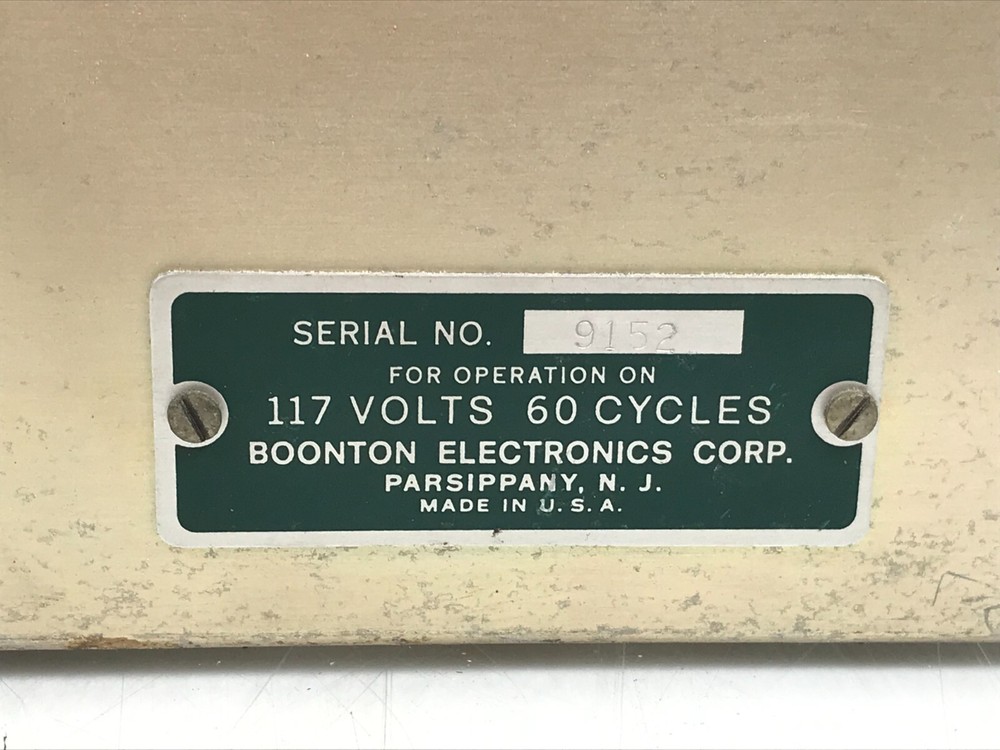 SERIAL NO. 9152
FOR OPERATION ON
117 VOLTS 60 CYCLES
BOONTON ELECTRONICS CORP.
PARSIPPANY, N. J.
MADE IN U. S. A.